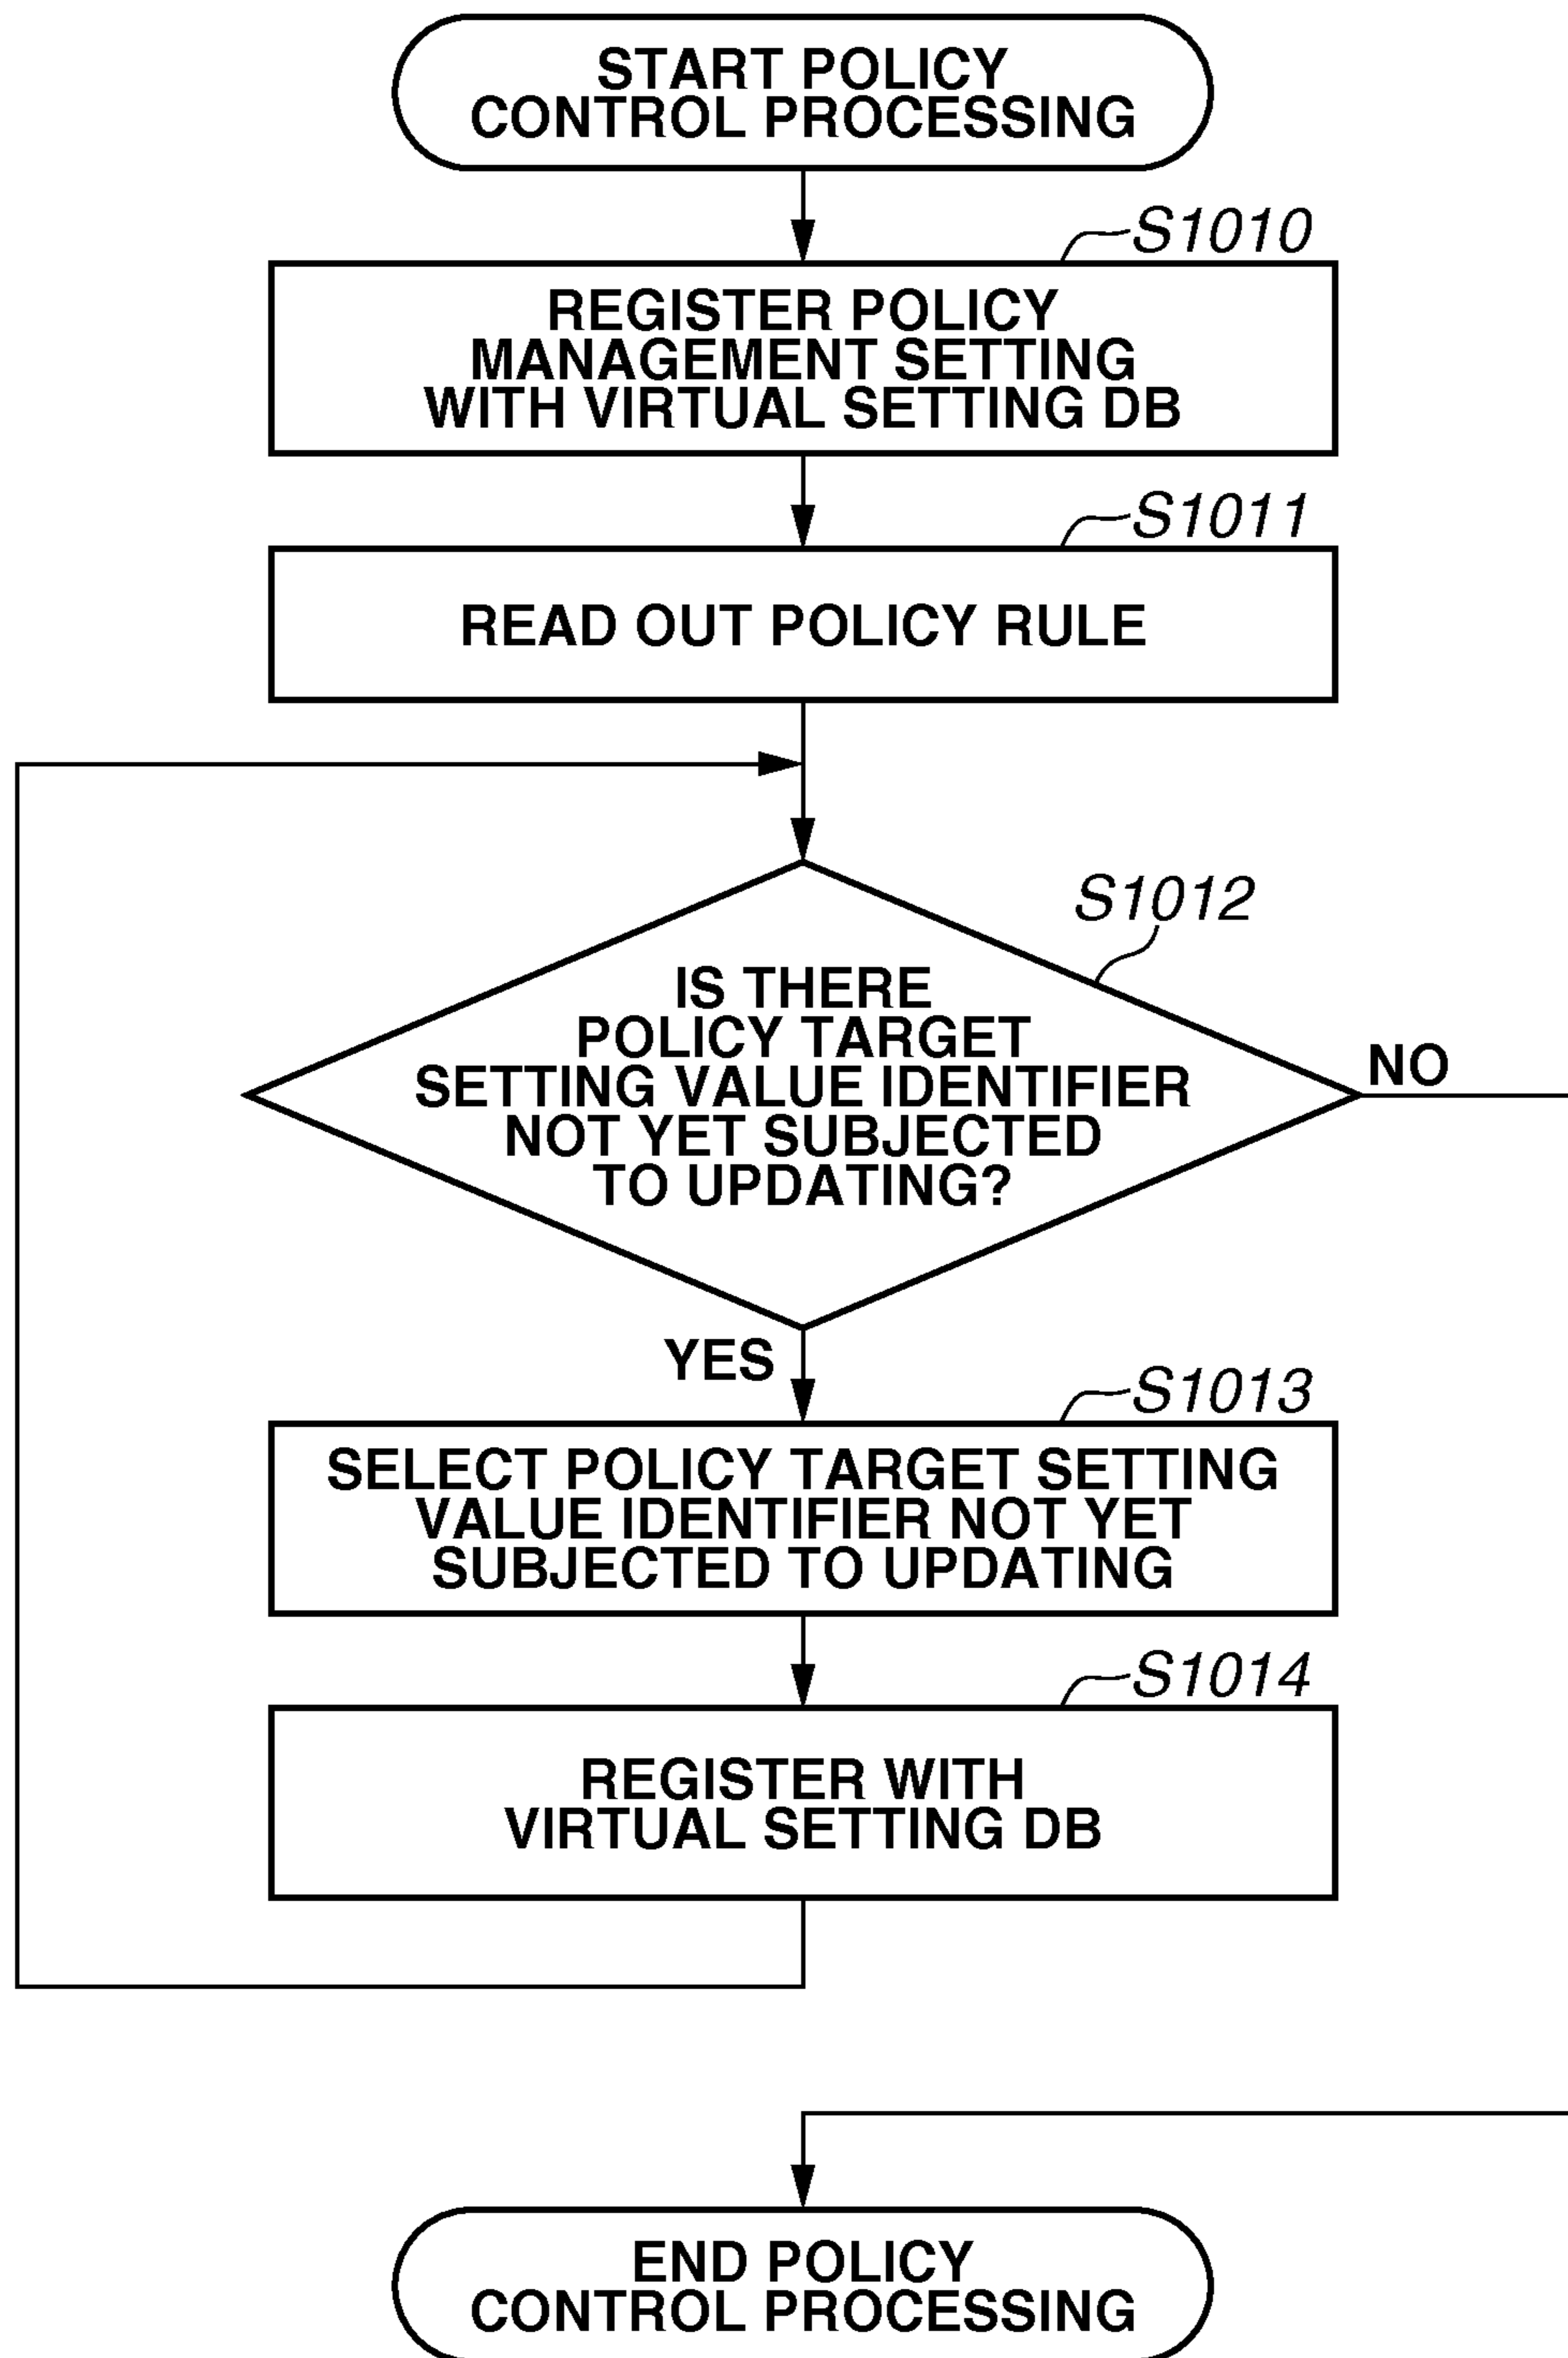 START POLICY
CONTROL PROCESSING
S1010
REGISTER POLICY
MANAGEMENT SETTING
WITH VIRTUAL SETTING DB
S1011
READ OUT POLICY RULE
S1012
IS THERE
POLICY TARGET
SETTING VALUE IDENTIFIER
NOT YET SUBJECTED
TO UPDATING?
NO
YES
S1013
SELECT POLICY TARGET SETTING
VALUE IDENTIFIER NOT YET
SUBJECTED TO UPDATING
S1014
REGISTER WITH
VIRTUAL SETTING DB
END POLICY
CONTROL PROCESSING